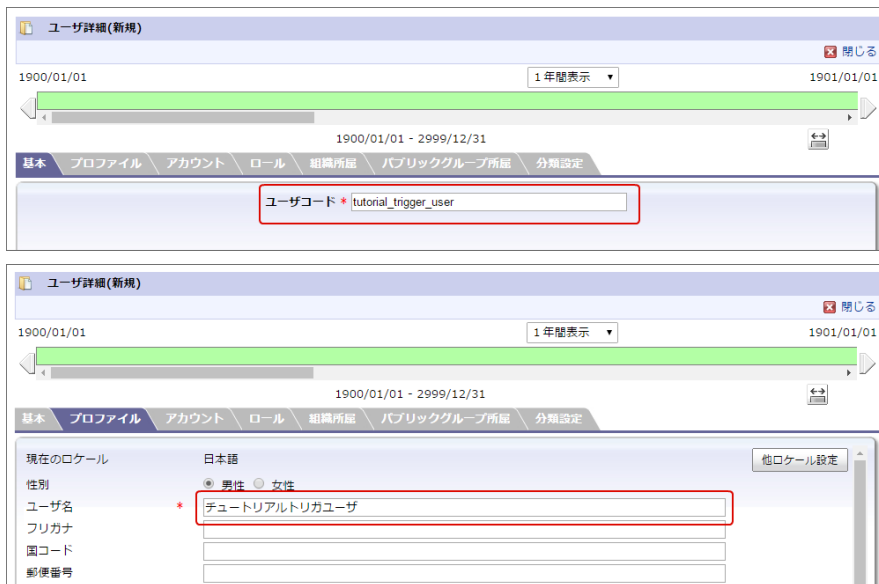 ユーザ詳細(新規)
閉じる
1900/01/01 1年間表示 1901/01/01
1900/01/01 - 2999/12/31
基本 プロファイル アカウント ロール 組織所属 パブリックグループ所属 分類設定
ユーザコード * tutorial_trigger_user
ユーザ詳細(新規)
閉じる
1900/01/01 1年間表示 1901/01/01
1900/01/01 - 2999/12/31
基本 プロファイル アカウント ロール 組織所属 パブリックグループ所属 分類設定
現在のロケール 日本語 他ロケール設定
性別 男性 女性
ユーザ名 * チュートリアルトリガユーザ
フリガナ
国コード
郵便番号